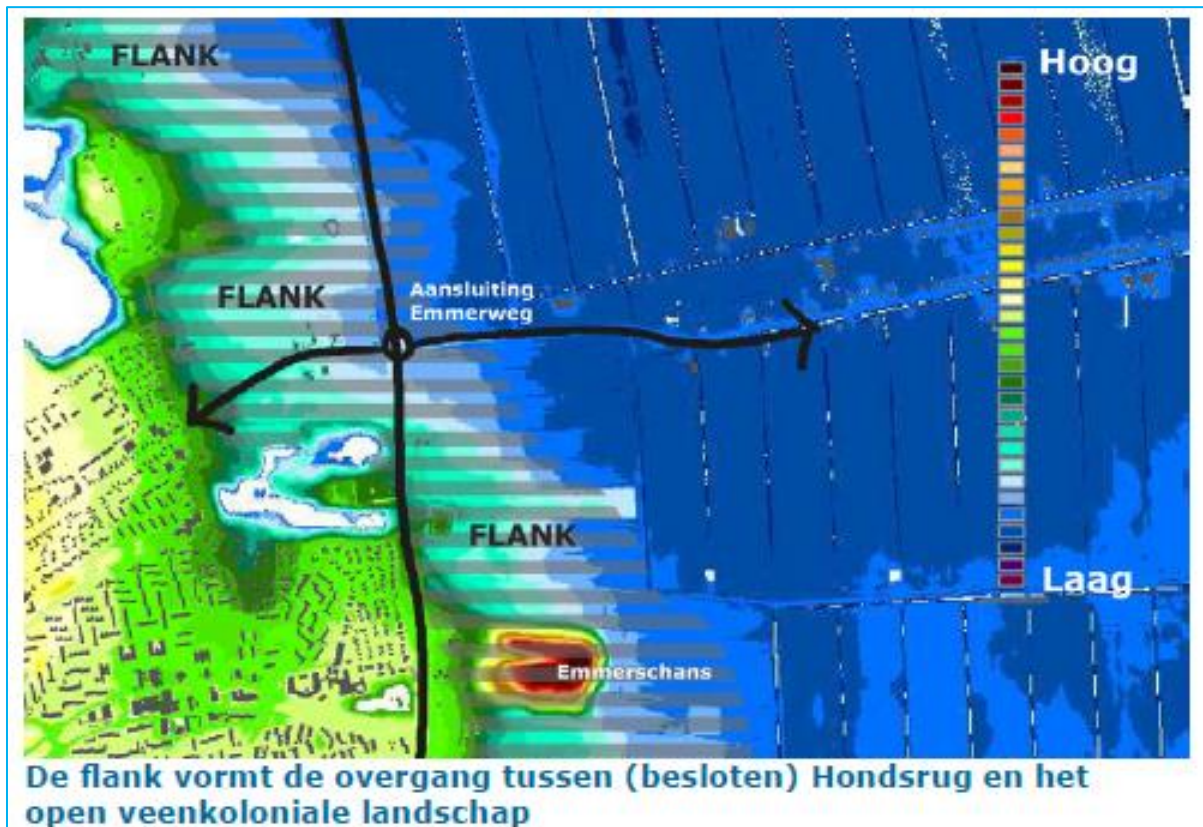 FLANK
Hoog
FLANK
Aansluiting
Emmerweg
FLANK
Laag
Emmerschans
De flank vormt de overgang tussen (besloten) Hondsrug en het
open veenkoloniale landschap